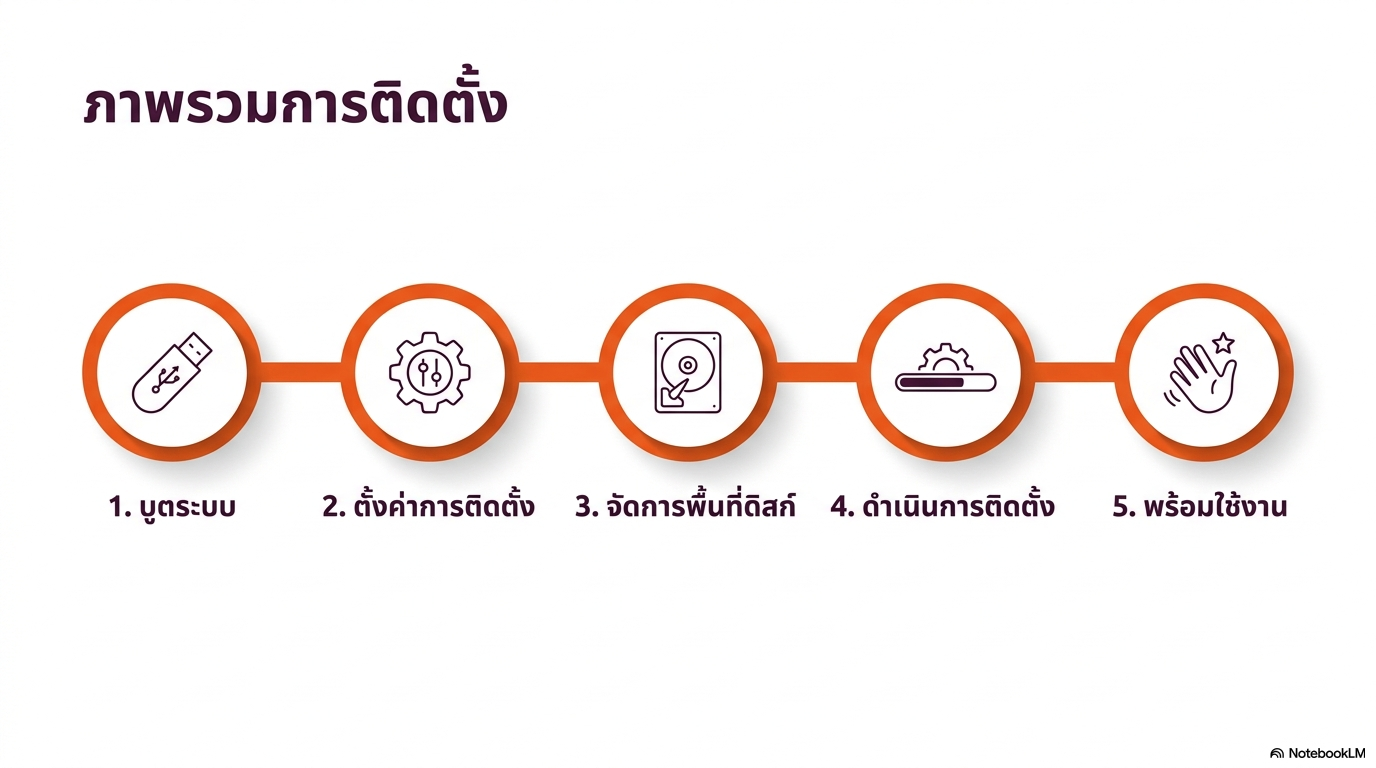 ภาพรวมการติดตั้ง
1. บูตระบบ
2. ตั้งค่าการติดตั้ง
3. จัดการพื้นที่ดิสก์
4. ดำเนินการติดตั้ง
5. พร้อมใช้งาน
NotebookLM